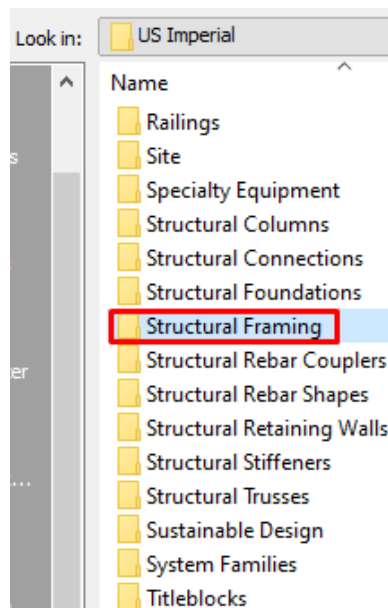 Look in: US Imperial
Name
Railings
s
Site
Specialty Equipment
Structural Columns
Structural Connections
Structural Foundations
Structural Framing
er
Structural Rebar Couplers
Structural Rebar Shapes
Structural Retaining Walls
Structural Stiffeners
...
Structural Trusses
Sustainable Design
System Families
Titleblocks